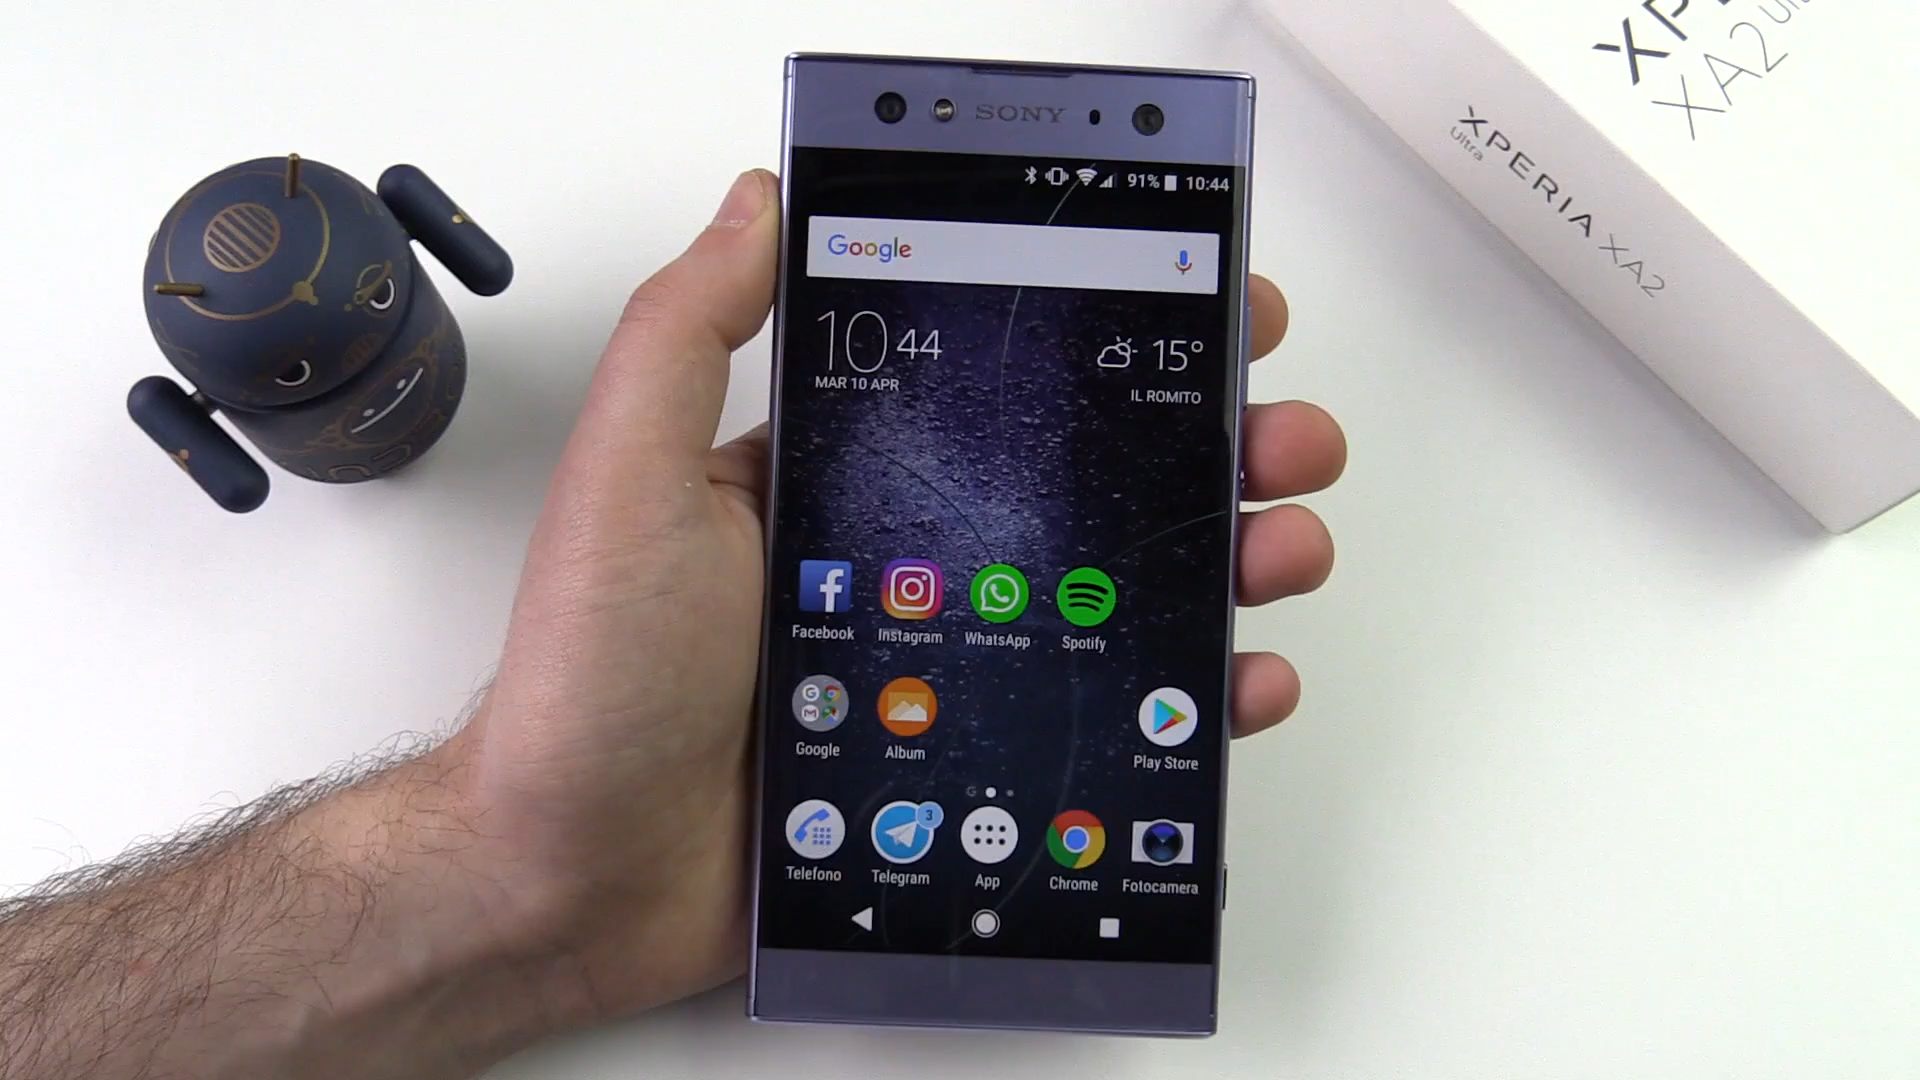 SONY
91% 10:44
Google
10 44
MAR 10 APR
15°
IL ROMITO
Facebook
Instagram
WhatsApp
Spotify
Google
Album
Play Store
3
Telefono
Telegram
App
Chrome
Fotocamera
XPERIA XA2
Ultra
XA2